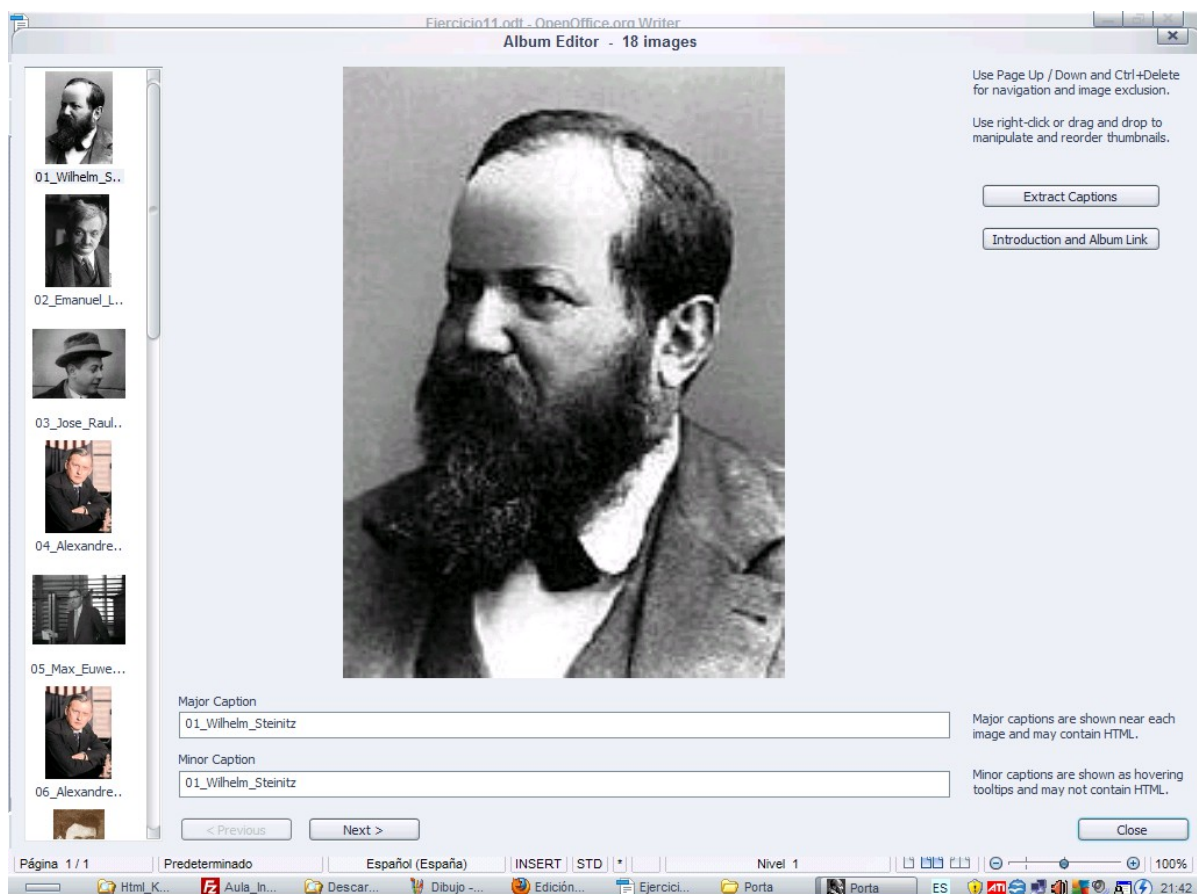 Ejercicio11.odt - OpenOffice.org Writer
Album Editor - 18 images
Use Page Up / Down and Ctrl+Delete
for navigation and image exclusion.
Use right-click or drag and drop to
manipulate and reorder thumbnails.
Extract Captions
Introduction and Album Link
01_Wilhelm_S..
02_Emanuel_L..
03_Jose_Raul..
04_Alexandre..
05_Max_Euwe...
06_Alexandre..
Major Caption
01_Wilhelm_Steinitz
Major captions are shown near each
image and may contain HTML.
Minor Caption
01_Wilhelm_Steinitz
Minor captions are shown as hovering
tooltips and may not contain HTML.
< Previous
Next >
Close
Página 1 / 1 Predeterminado Español (España) INSERT STD * Nivel 1 100%
Html_K... Aula_In... Descar... Dibujo -... Edición... Ejercici... Porta Porta ES ATI 21:42